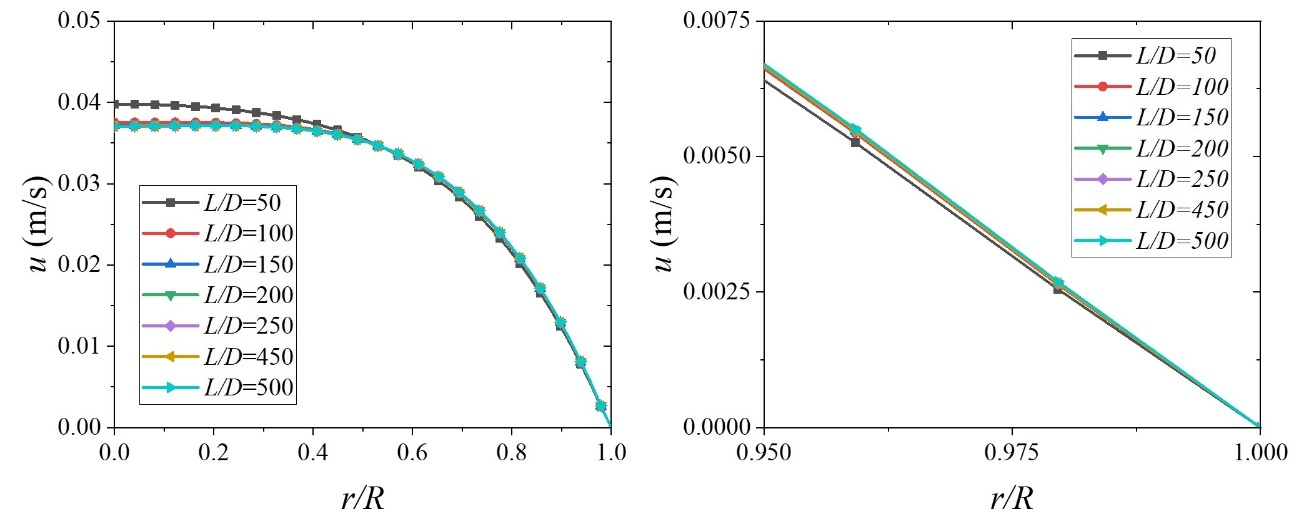 0.05
0.04
0.03
0.02
0.01
0.00
u (m/s)
L/D=50
L/D=100
L/D=150
L/D=200
L/D=250
L/D=450
L/D=500
0.0 0.2 0.4 0.6 0.8 1.0
r/R
0.0075
0.0050
0.0025
0.0000
u (m/s)
L/D=50
L/D=100
L/D=150
L/D=200
L/D=250
L/D=450
L/D=500
0.950 0.975 1.000
r/R